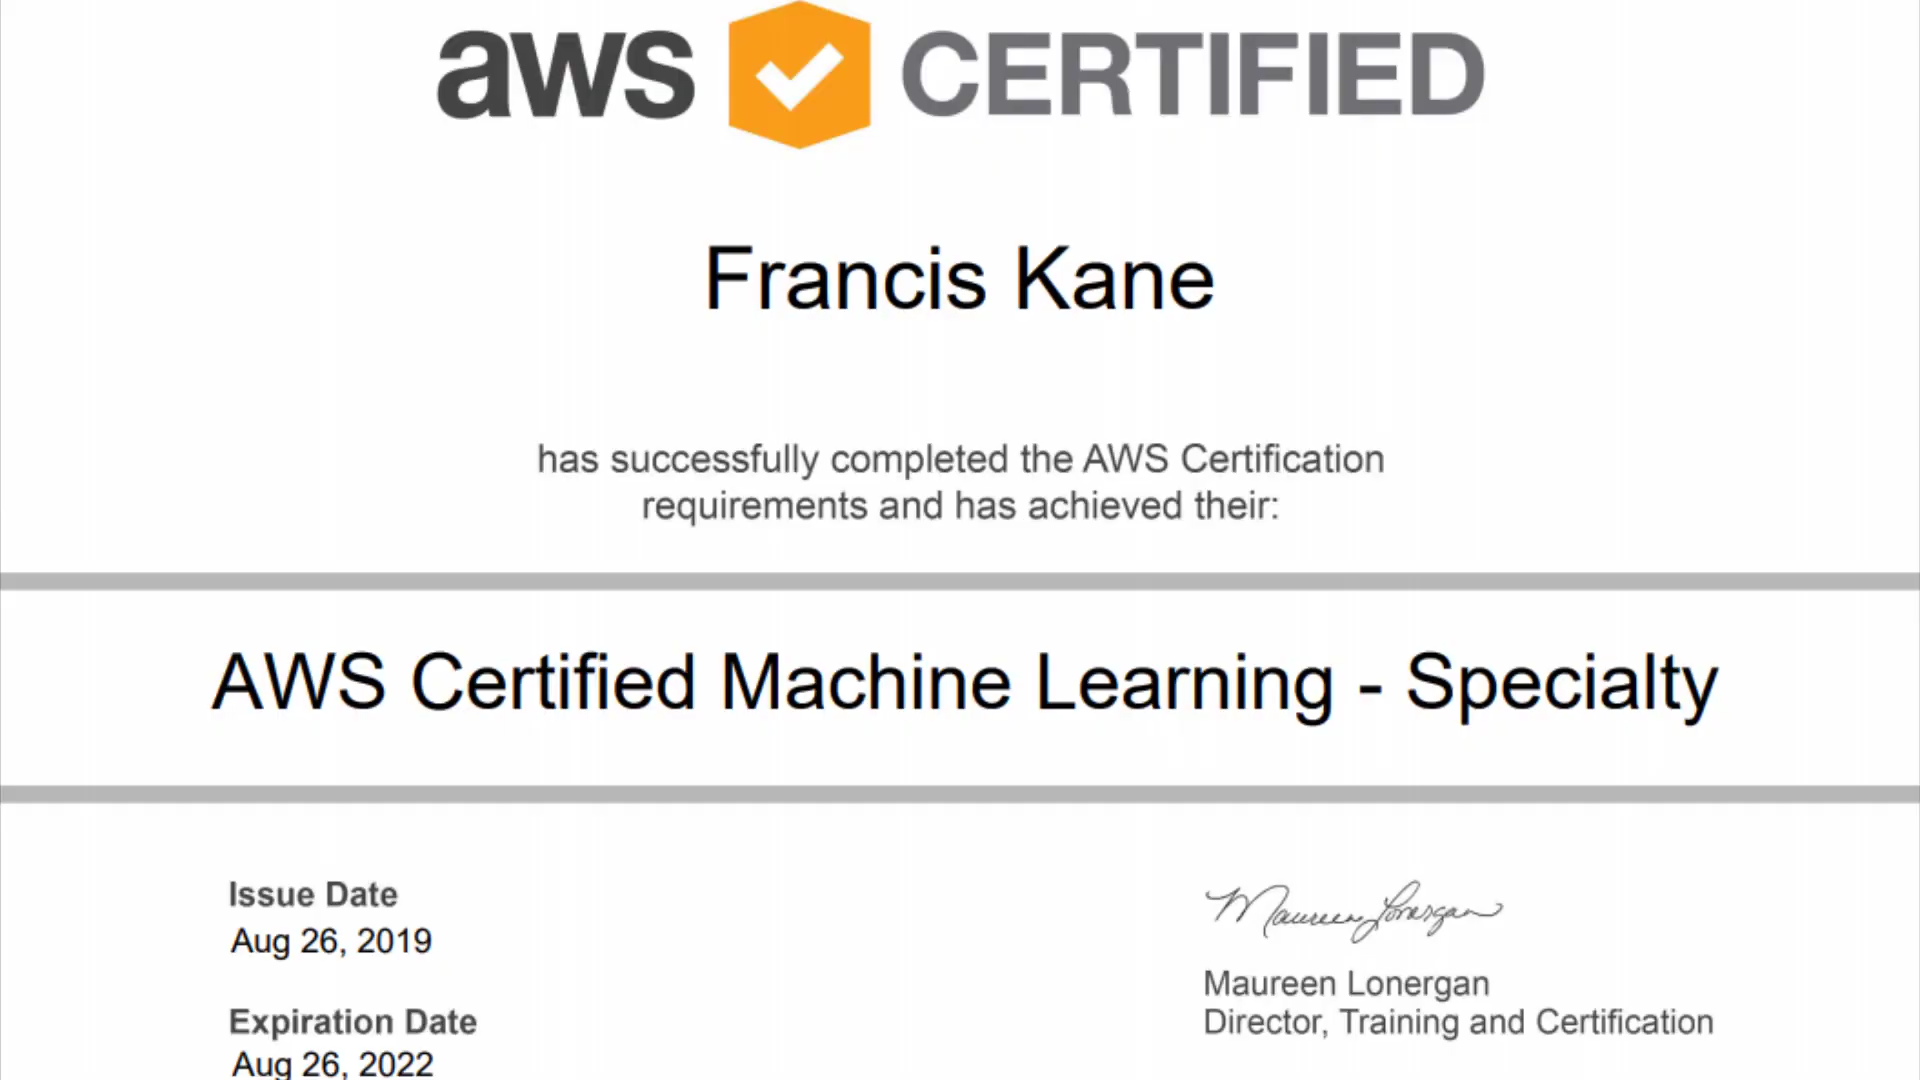 aws CERTIFIED
Francis Kane
has successfully completed the AWS Certification
requirements and has achieved their:
AWS Certified Machine Learning - Specialty
Issue Date
Aug 26, 2019
Maureen Lonergan
Maureen Lonergan
Director, Training and Certification
Expiration Date
Aug 26, 2022